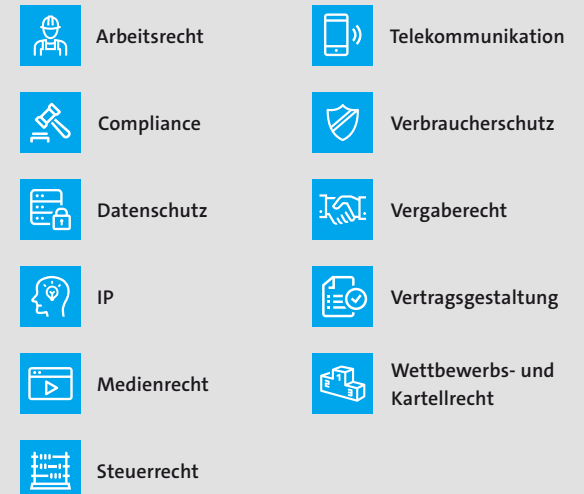 Arbeitsrecht
Compliance
Datenschutz
IP
Medienrecht
Steuerrecht
Telekommunikation
Verbraucherschutz
Vergaberecht
Vertragsgestaltung
Wettbewerbs- und
Kartellrecht